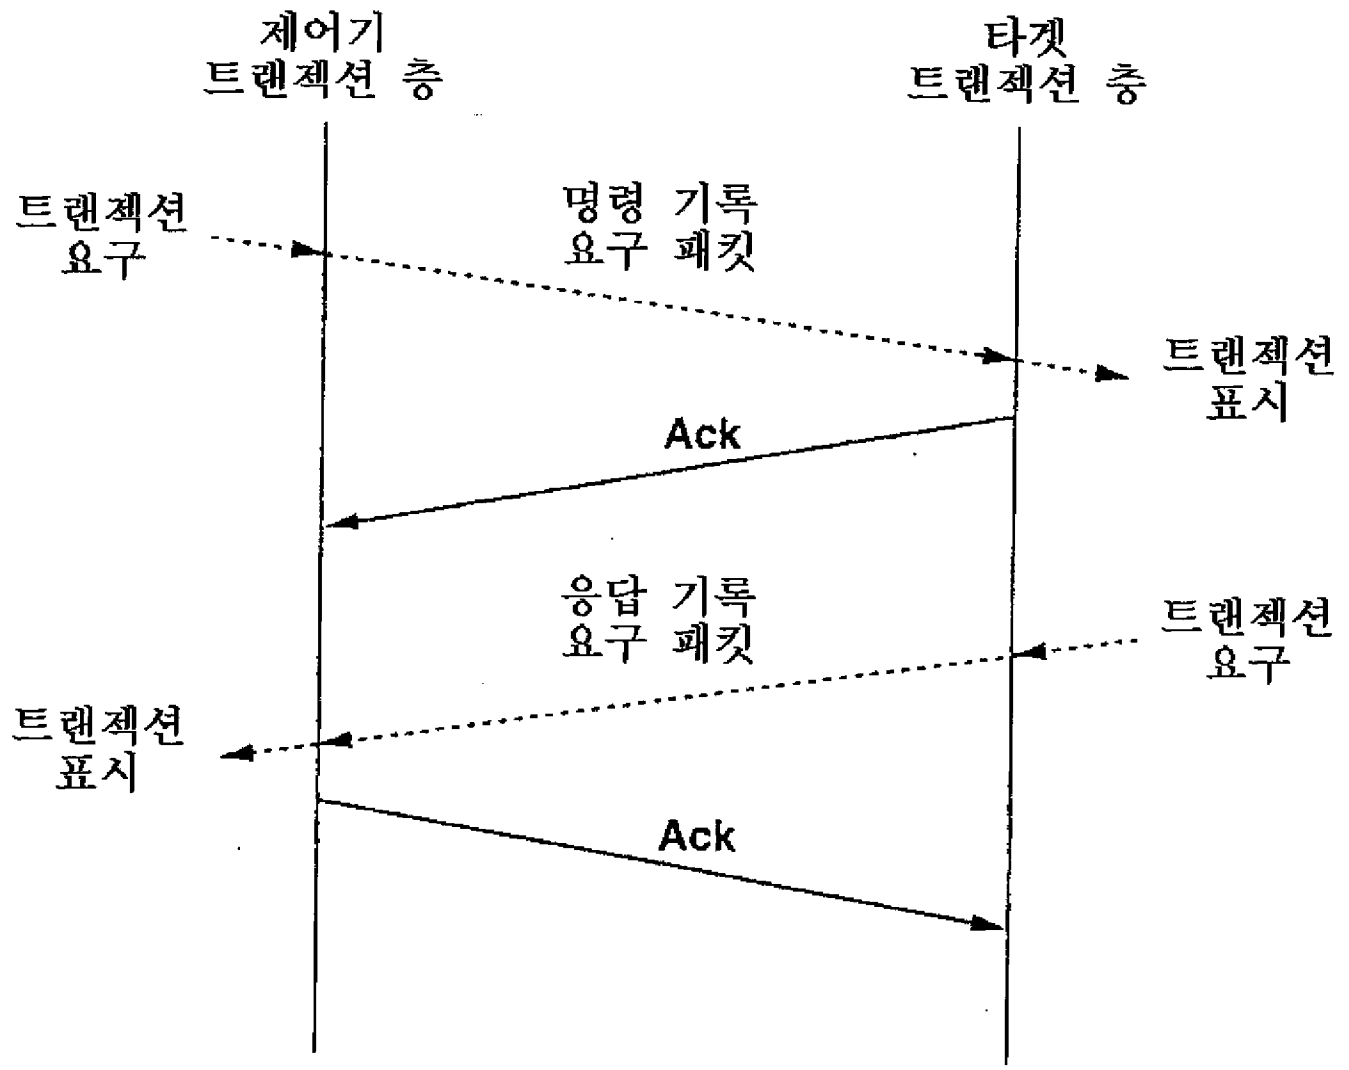 제어기
트랜젝션 층
타겟
트랜젝션 층
트랜젝션
요구
명령 기록
요구 패킷
트랜젝션
표시
Ack
응답 기록
요구 패킷
트랜젝션
요구
트랜젝션
표시
Ack